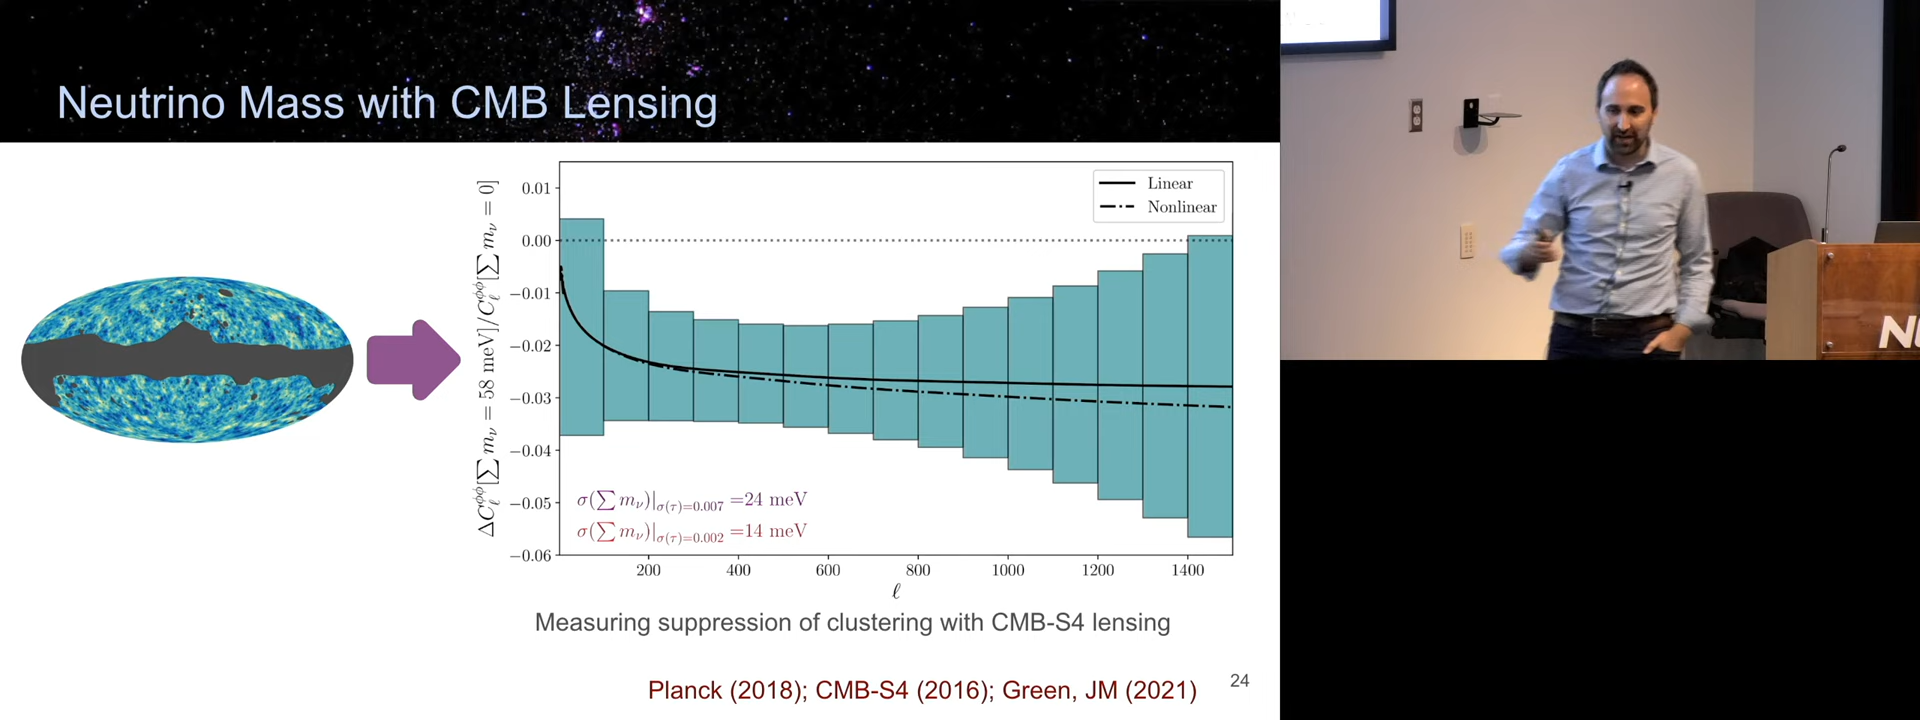 Neutrino Mass with CMB Lensing
ΔC_ℓ^{ϕϕ}[∑ m_ν = 58 meV]/C_ℓ^{ϕϕ}[∑ m_ν = 0]
0.01
0.00
−0.01
−0.02
−0.03
−0.04
−0.05
−0.06
Linear
Nonlinear
σ(∑ m_ν)|_{σ(τ)=0.007} =24 meV
σ(∑ m_ν)|_{σ(τ)=0.002} =14 meV
200 400 600 800 1000 1200 1400
ℓ
Measuring suppression of clustering with CMB-S4 lensing
Planck (2018); CMB-S4 (2016); Green, JM (2021)
24